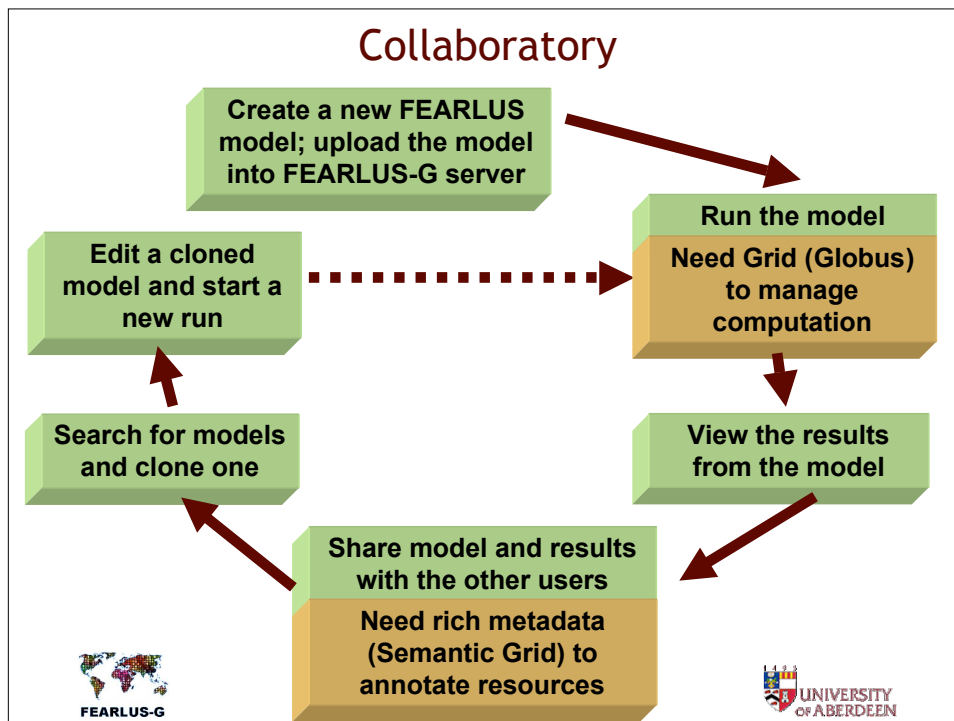 Collaboratory
Create a new FEARLUS
model; upload the model
into FEARLUS-G server
Run the model
Need Grid (Globus)
to manage
computation
View the results
from the model
Share model and results
with the other users
Need rich metadata
(Semantic Grid) to
annotate resources
Search for models
and clone one
Edit a cloned
model and start a
new run
FEARLUS-G
1495
UNIVERSITY
OF ABERDEEN